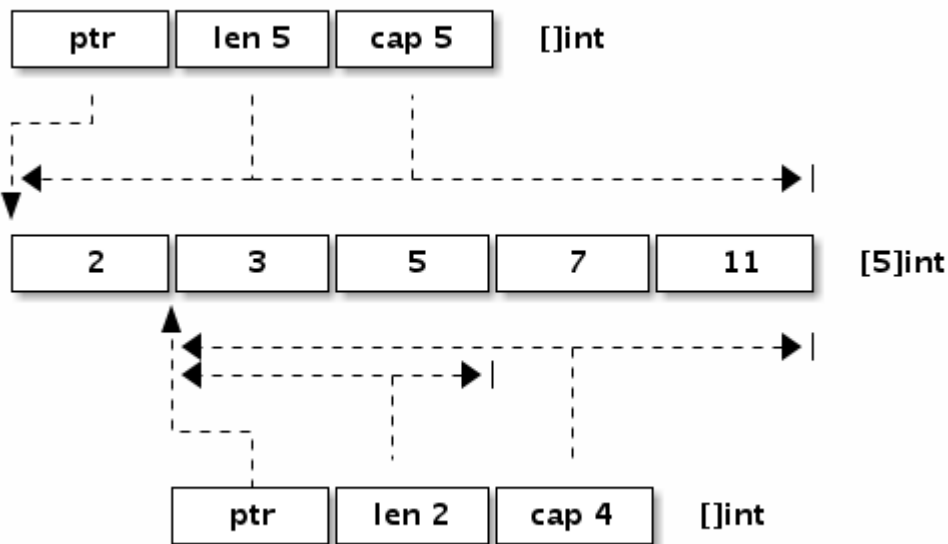 ptr len 5 cap 5 []int
2 3 5 7 11 [5]int
ptr len 2 cap 4 []int